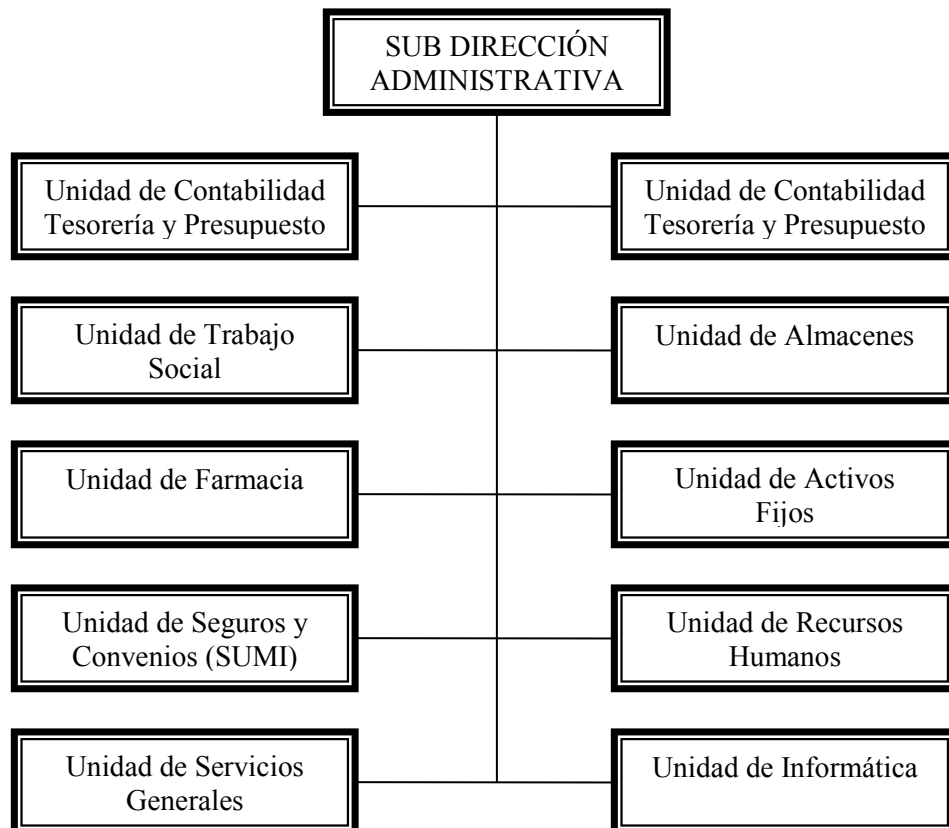 SUB DIRECCIÓN
ADMINISTRATIVA
Unidad de Contabilidad
Tesorería y Presupuesto
Unidad de Contabilidad
Tesorería y Presupuesto
Unidad de Trabajo
Social
Unidad de Almacenes
Unidad de Farmacia
Unidad de Activos
Fijos
Unidad de Seguros y
Convenios (SUMI)
Unidad de Recursos
Humanos
Unidad de Servicios
Generales
Unidad de Informática